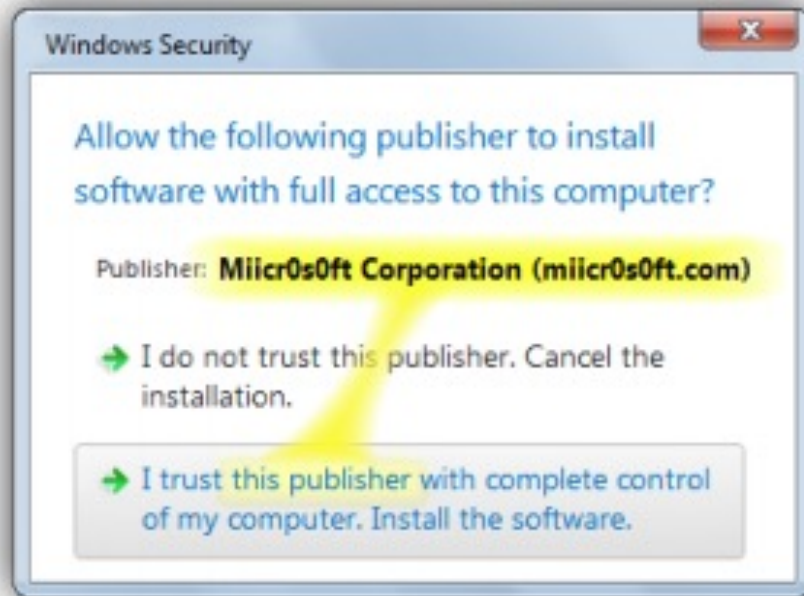 Windows Security
Allow the following publisher to install
software with full access to this computer?
Publisher: Miicr0s0ft Corporation (miicr0s0ft.com)
I do not trust this publisher. Cancel the
installation.
I trust this publisher with complete control
of my computer. Install the software.